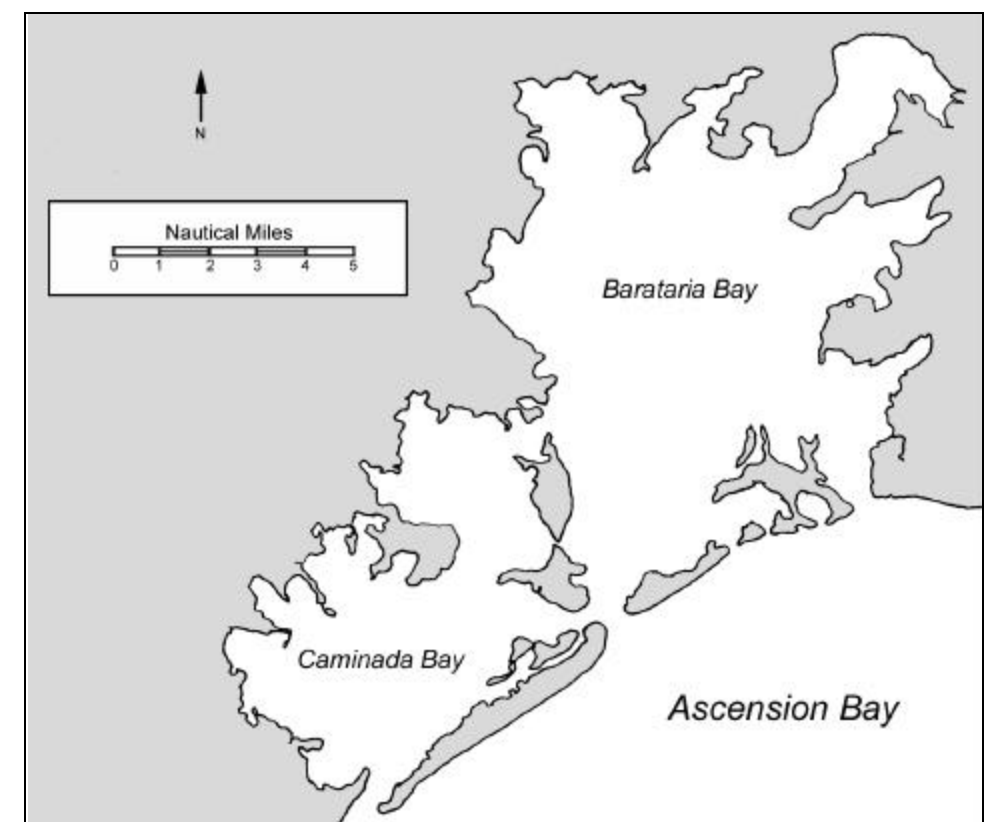 N
Nautical Miles
0 1 2 3 4 5
Barataria Bay
Caminada Bay
Ascension Bay